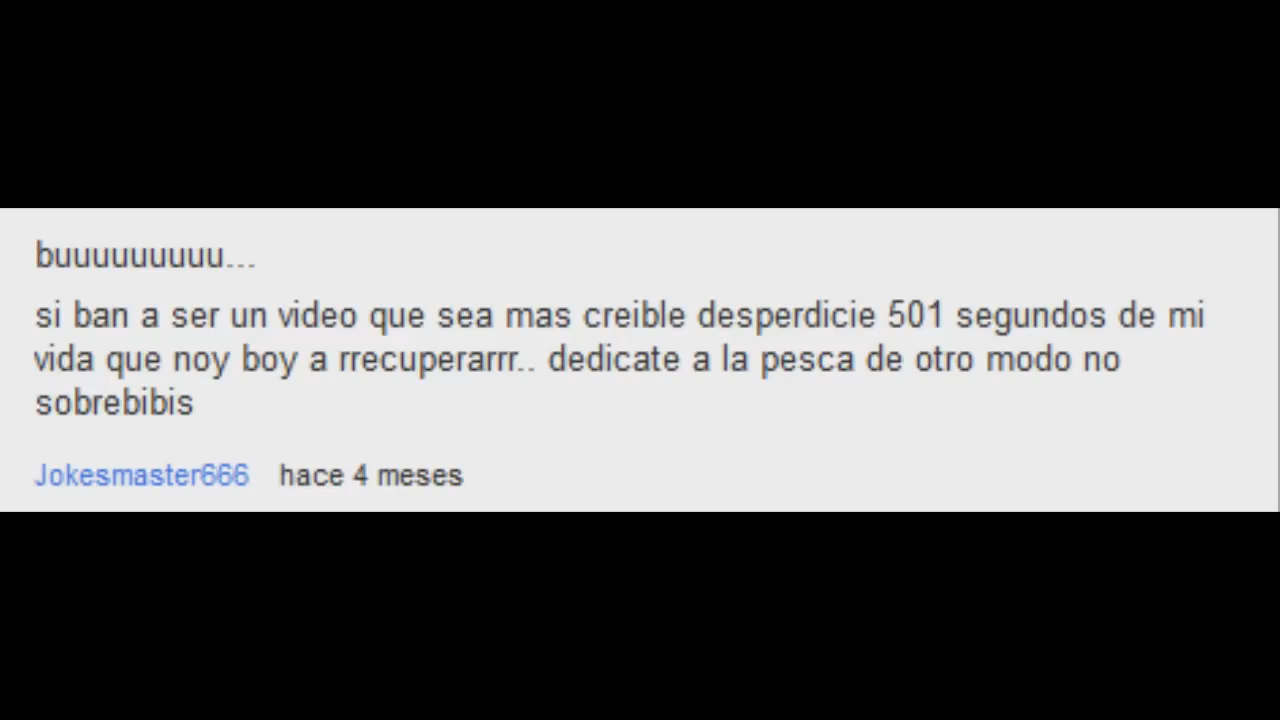 buuuuuuuuu...
si ban a ser un video que sea mas creible desperdicie 501 segundos de mi
vida que noy boy a rrecuperarrr.. dedicate a la pesca de otro modo no
sobrebibis
Jokesmaster666 hace 4 meses